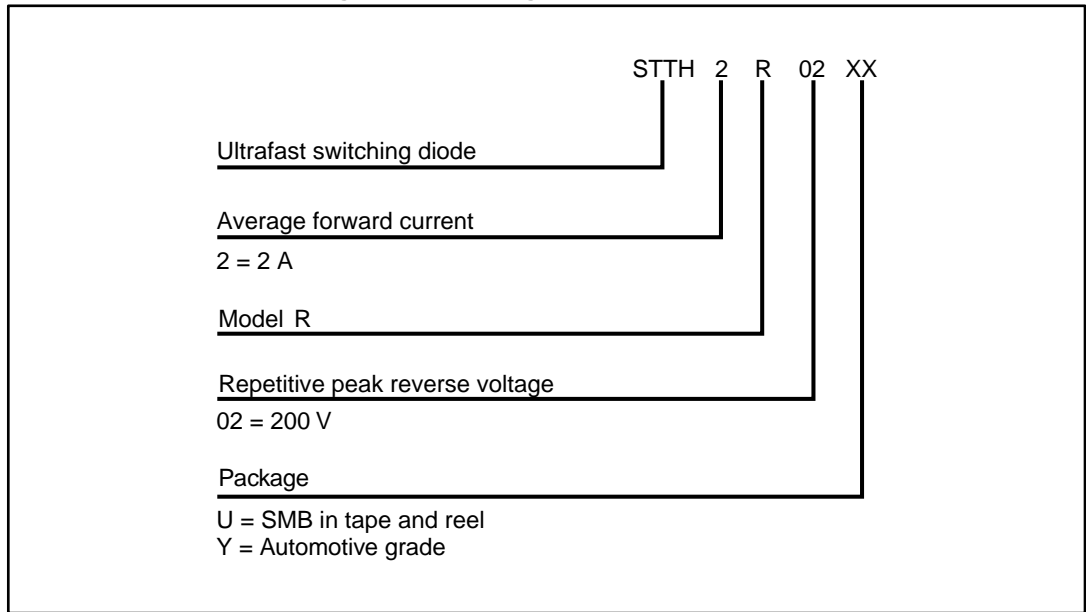 STTH 2 R 02 XX
Ultrafast switching diode
Average forward current
2 = 2 A
Model R
Repetitive peak reverse voltage
02 = 200 V
Package
U = SMB in tape and reel
Y = Automotive grade